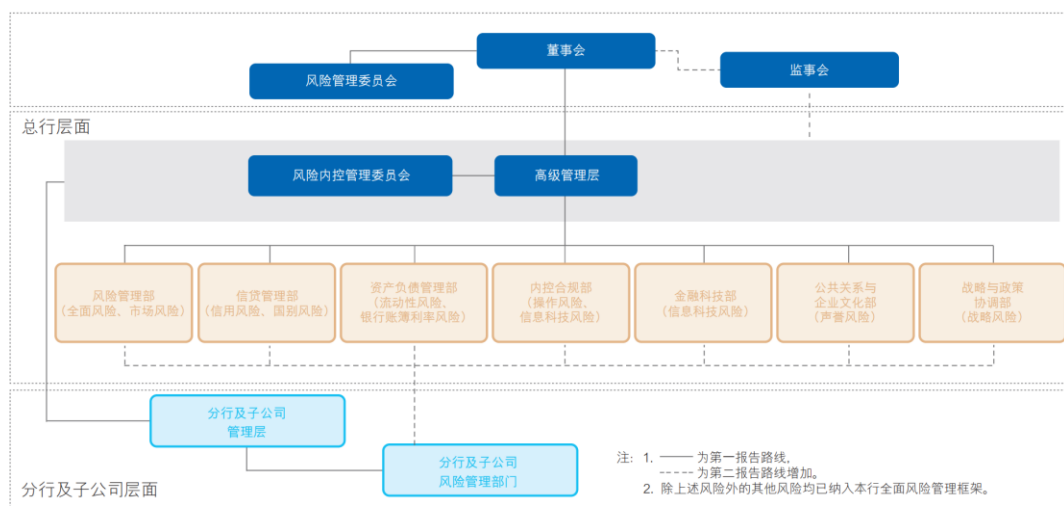 董事会
风险管理委员会
监事会
总行层面
风险内控管理委员会
高级管理层
风险管理部
（全面风险、市场风险）
信贷管理部
（信用风险、国别风险）
资产负债管理部
（流动性风险、
银行账簿利率风险）
内控合规部
（操作风险、
信息科技风险）
金融科技部
（信息科技风险）
公共关系与
企业文化部
（声誉风险）
战略与政策
协调部
（战略风险）
分行及子公司
管理层
分行及子公司
风险管理部门
分行及子公司层面
注：1. ——— 为第一报告路线，
----- 为第二报告路线增加。
2. 除上述风险外的其他风险均已纳入本行全面风险管理框架。